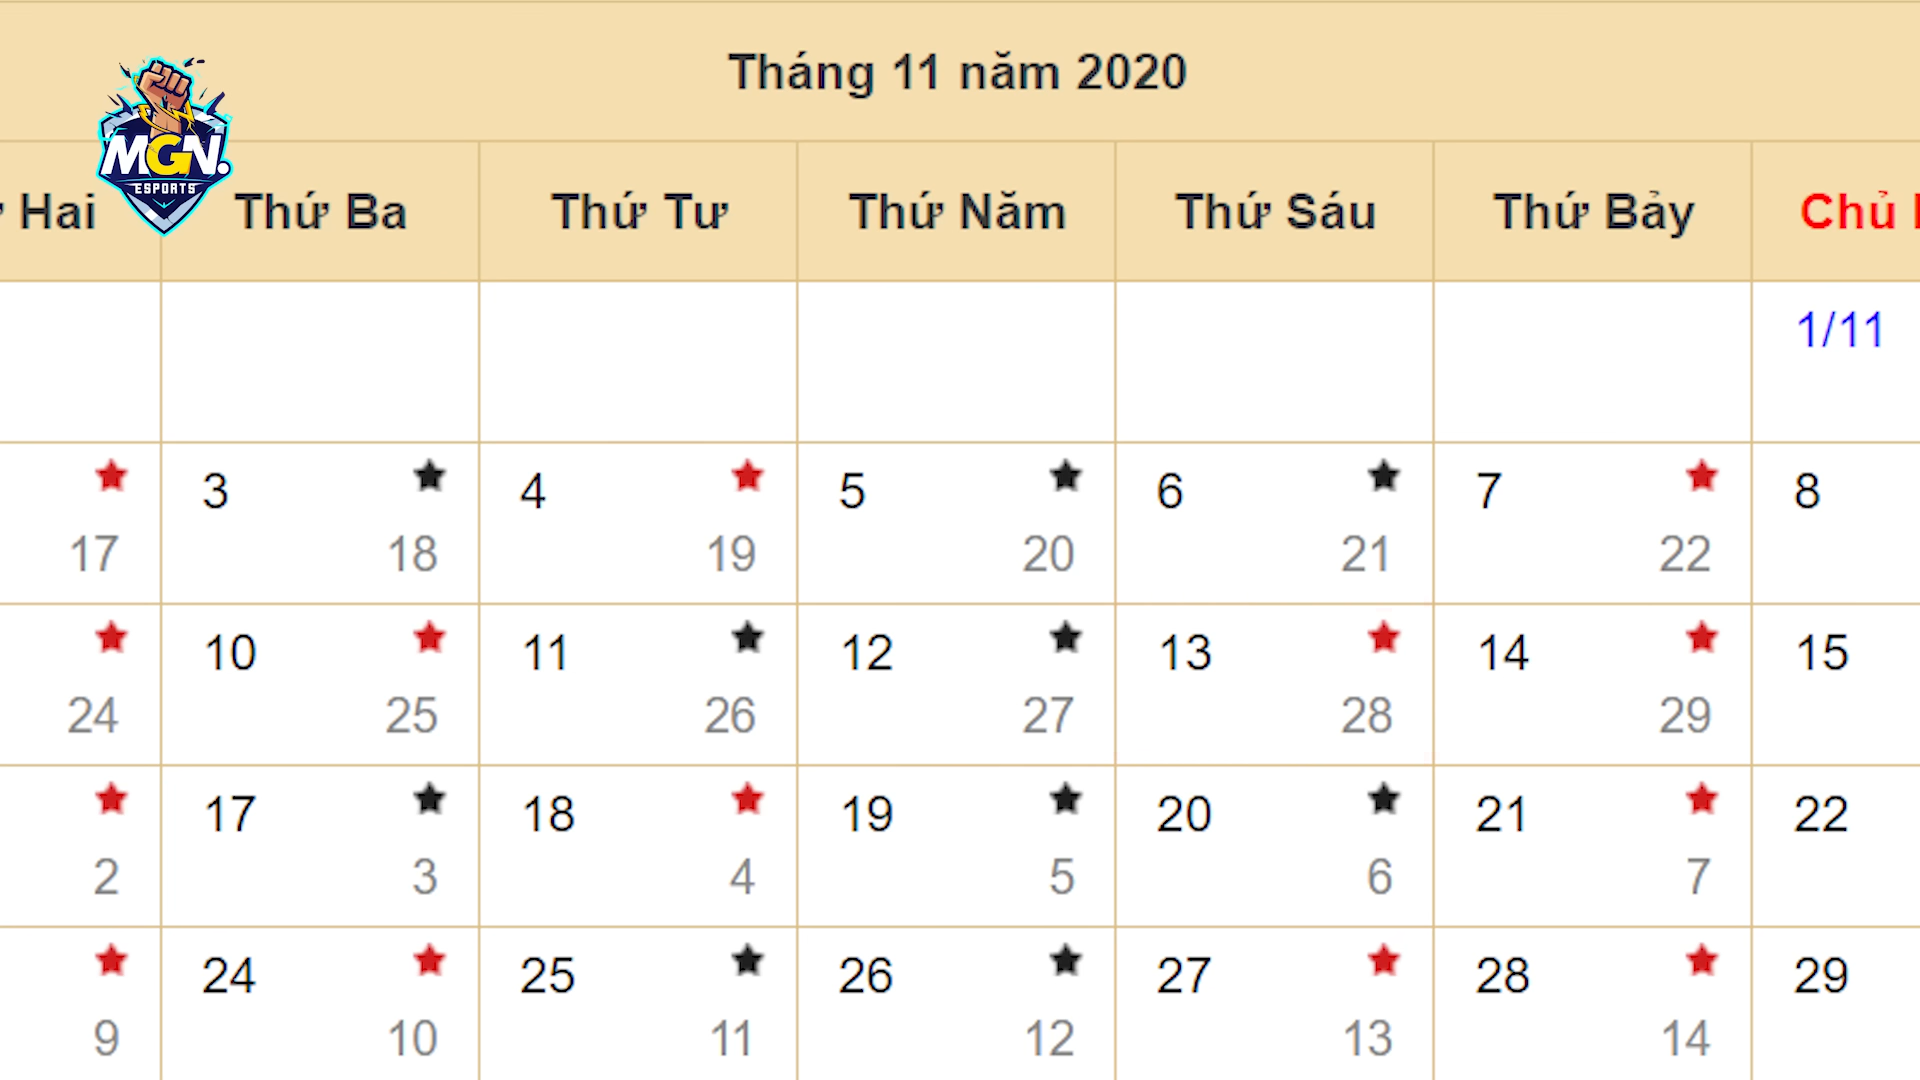 Tháng 11 năm 2020
MGN.
ESPORTS
Hai Thứ Ba Thứ Tư Thứ Năm Thứ Sáu Thứ Bảy Chủ
1/11
3 4 5 6 7 8
17 18 19 20 21 22
10 11 12 13 14 15
24 25 26 27 28 29
17 18 19 20 21 22
2 3 4 5 6 7
24 25 26 27 28 29
9 10 11 12 13 14